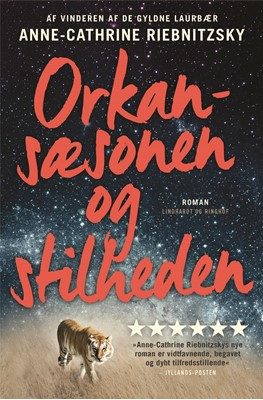 AF VINDEREN AF DE GYLDNE LAURBÆR
ANNE-CATHRINE RIEBNITZSKY
Orkan-
sæsonen
og
stilheden
ROMAN
LINDHARDT OG RINGHOF
»Anne-Cathrine Riebnitzskys nye
roman er vidtfavnende, begavet
og dybt tilfredsstillende«
JYLLANDS-POSTEN